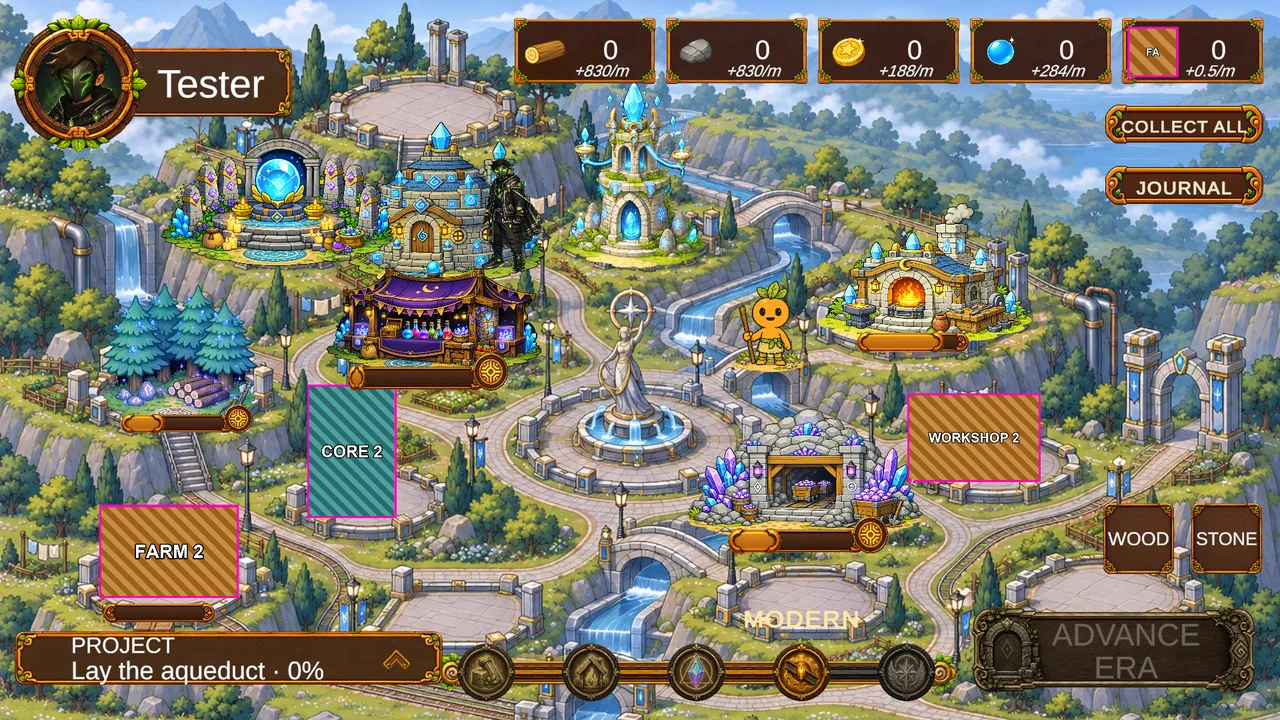 Tester
0
+830/m
0
+830/m
0
+188/m
0
+284/m
FA
0
+0.5/m
COLLECT ALL
JOURNAL
CORE 2
WORKSHOP 2
FARM 2
WOOD
STONE
MODERN
PROJECT
Lay the aqueduct · 0%
ADVANCE
ERA